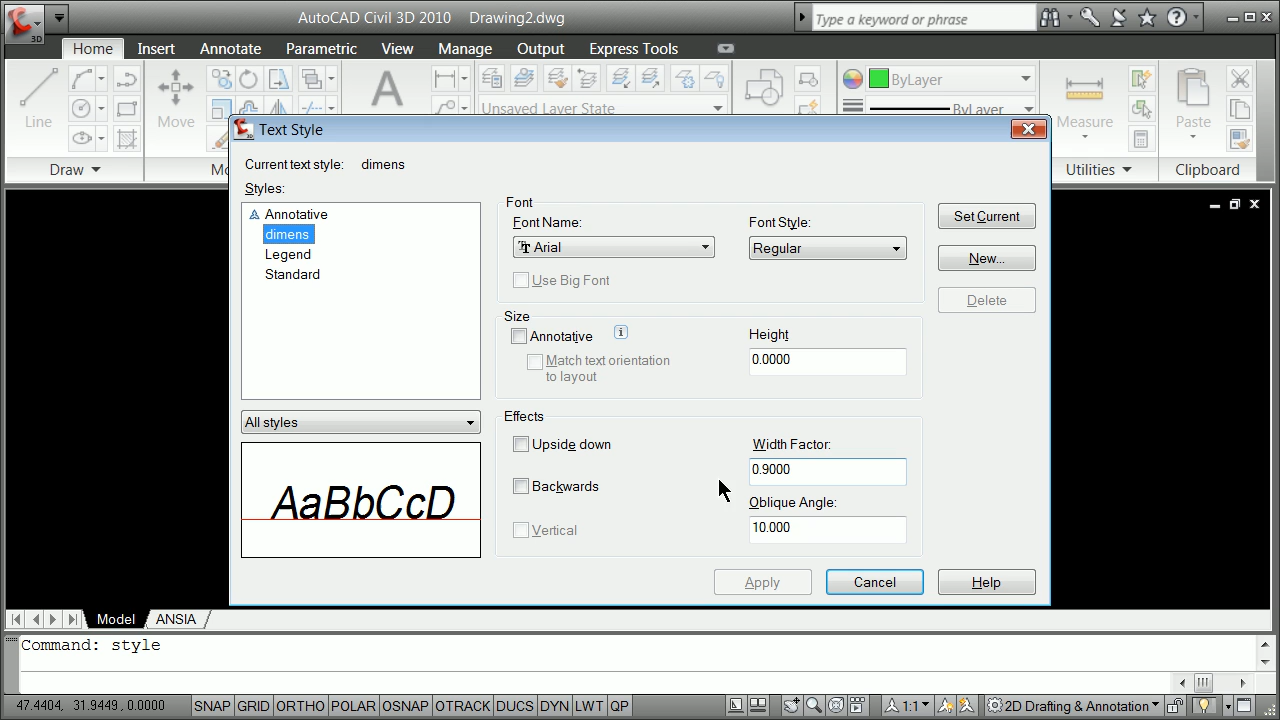 AutoCAD Civil 3D 2010 Drawing2.dwg
Type a keyword or phrase
3D
Home Insert Annotate Parametric View Manage Output Express Tools
Unsaved Layer State
ByLayer
ByLayer
Line
Move
Measure
Paste
Draw
Utilities
Clipboard
Text Style
Current text style: dimens
Styles:
Annotative
dimens
Legend
Standard
All styles
AaBbCcD
Font
Font Name:
Arial
Font Style:
Regular
Use Big Font
Size
Annotative
Match text orientation
to layout
Height
0.0000
Effects
Upside down
Backwards
Vertical
Width Factor:
0.9000
Oblique Angle:
10.000
Set Current
New...
Delete
Apply
Cancel
Help
Model
ANSIA
Command: style
47.4404, 31.9449, 0.0000
SNAP GRID ORTHO POLAR OSNAP OTRACK DUCS DYN LWT QP
1:1
2D Drafting & Annotation